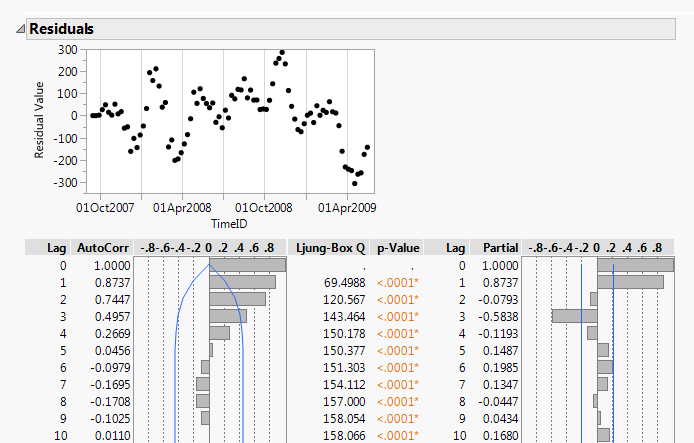 Residuals
300
200
100
0
-100
-200
-300
Residual Value
01Oct2007 01Apr2008 01Oct2008 01Apr2009
TimeID
Lag AutoCorr -.8-.6-.4-.2 0 .2 .4 .6 .8 Ljung-Box Q p-Value Lag Partial -.8-.6-.4-.2 0 .2 .4 .6 .8
0 1.0000 . . 0 1.0000
1 0.8737 69.4988 <.0001* 1 0.8737
2 0.7447 120.567 <.0001* 2 -0.0793
3 0.4957 143.464 <.0001* 3 -0.5838
4 0.2669 150.178 <.0001* 4 -0.1193
5 0.0456 150.377 <.0001* 5 0.1487
6 -0.0979 151.303 <.0001* 6 0.1985
7 -0.1695 154.112 <.0001* 7 0.1347
8 -0.1708 157.000 <.0001* 8 -0.0447
9 -0.1025 158.054 <.0001* 9 0.0434
10 0.0110 158.066 <.0001* 10 0.1680